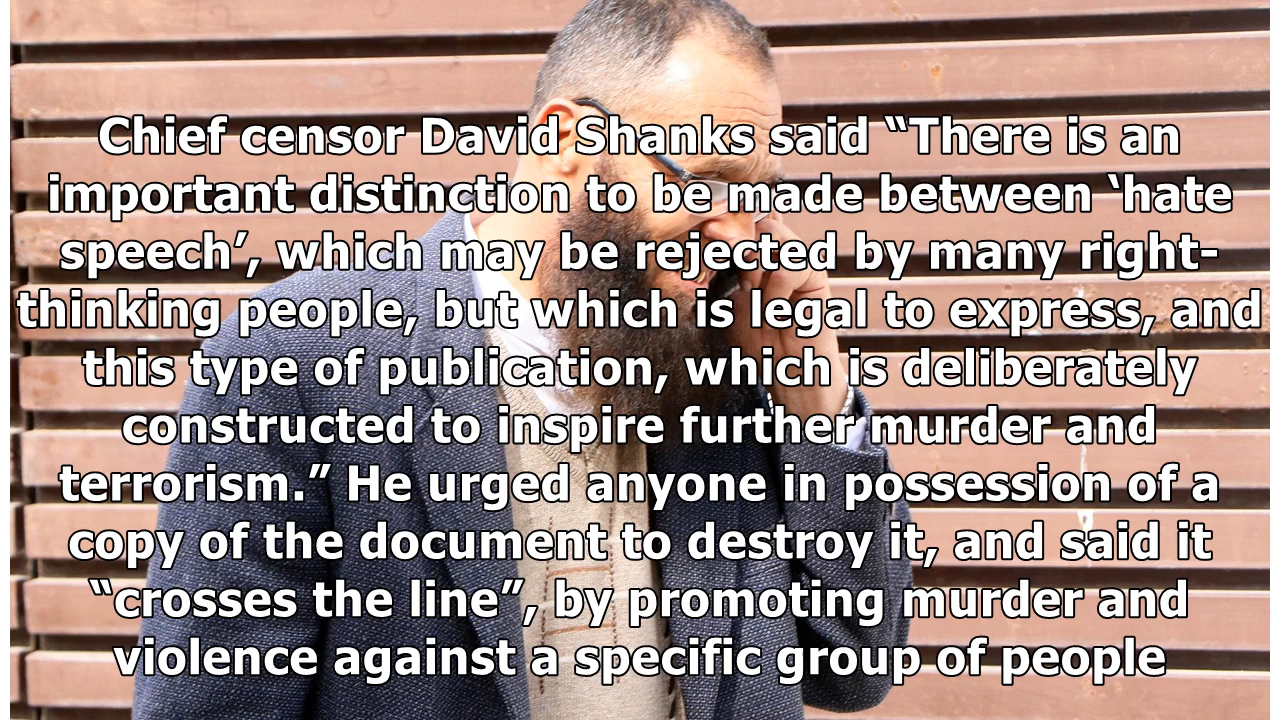 Chief censor David Shanks said “There is an
important distinction to be made between ‘hate
speech’, which may be rejected by many right-
thinking people, but which is legal to express, and
this type of publication, which is deliberately
constructed to inspire further murder and
terrorism.” He urged anyone in possession of a
copy of the document to destroy it, and said it
“crosses the line”, by promoting murder and
violence against a specific group of people